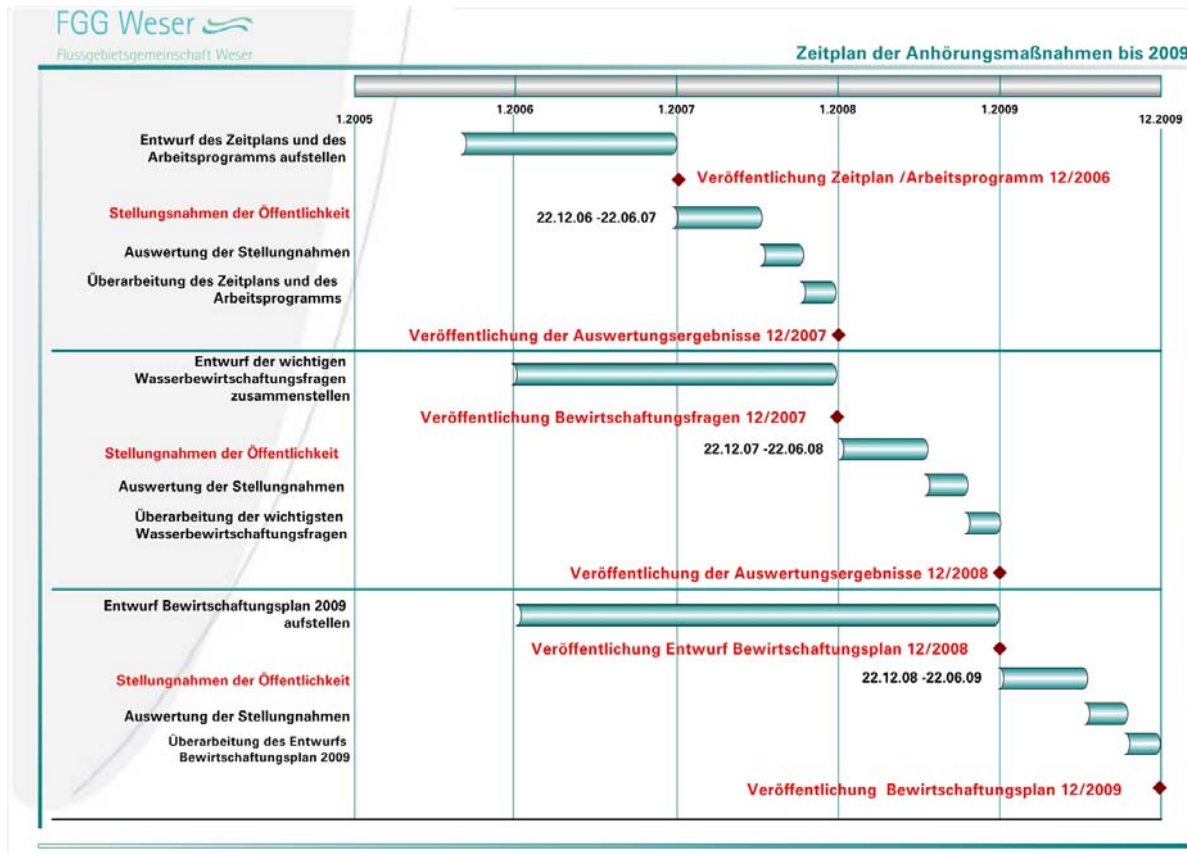 FGG Weser
Flussgebietsgemeinschaft Weser
Zeitplan der Anhörungsmaßnahmen bis 2009
1.2005
1.2006
1.2007
1.2008
1.2009
12.2009
Entwurf des Zeitplans und des
Arbeitsprogramms aufstellen
Veröffentlichung Zeitplan /Arbeitsprogramm 12/2006
Stellungsnahmen der Öffentlichkeit
22.12.06 -22.06.07
Auswertung der Stellungnahmen
Überarbeitung des Zeitplans und des
Arbeitsprogramms
Veröffentlichung der Auswertungsergebnisse 12/2007
Entwurf der wichtigen
Wasserbewirtschaftungsfragen
zusammenstellen
Veröffentlichung Bewirtschaftungsfragen 12/2007
Stellungnahmen der Öffentlichkeit
22.12.07 -22.06.08
Auswertung der Stellungnahmen
Überarbeitung der wichtigsten
Wasserbewirtschaftungsfragen
Veröffentlichung der Auswertungsergebnisse 12/2008
Entwurf Bewirtschaftungsplan 2009
aufstellen
Veröffentlichung Entwurf Bewirtschaftungsplan 12/2008
Stellungnahmen der Öffentlichkeit
22.12.08 -22.06.09
Auswertung der Stellungnahmen
Überarbeitung des Entwurfs
Bewirtschaftungsplan 2009
Veröffentlichung Bewirtschaftungsplan 12/2009